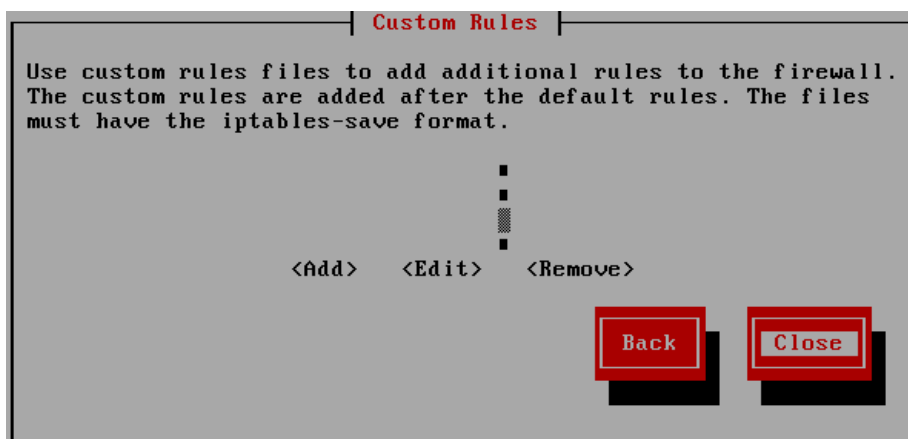 Custom Rules
Use custom rules files to add additional rules to the firewall.
The custom rules are added after the default rules. The files
must have the iptables-save format.
<Add> <Edit> <Remove>
Back Close